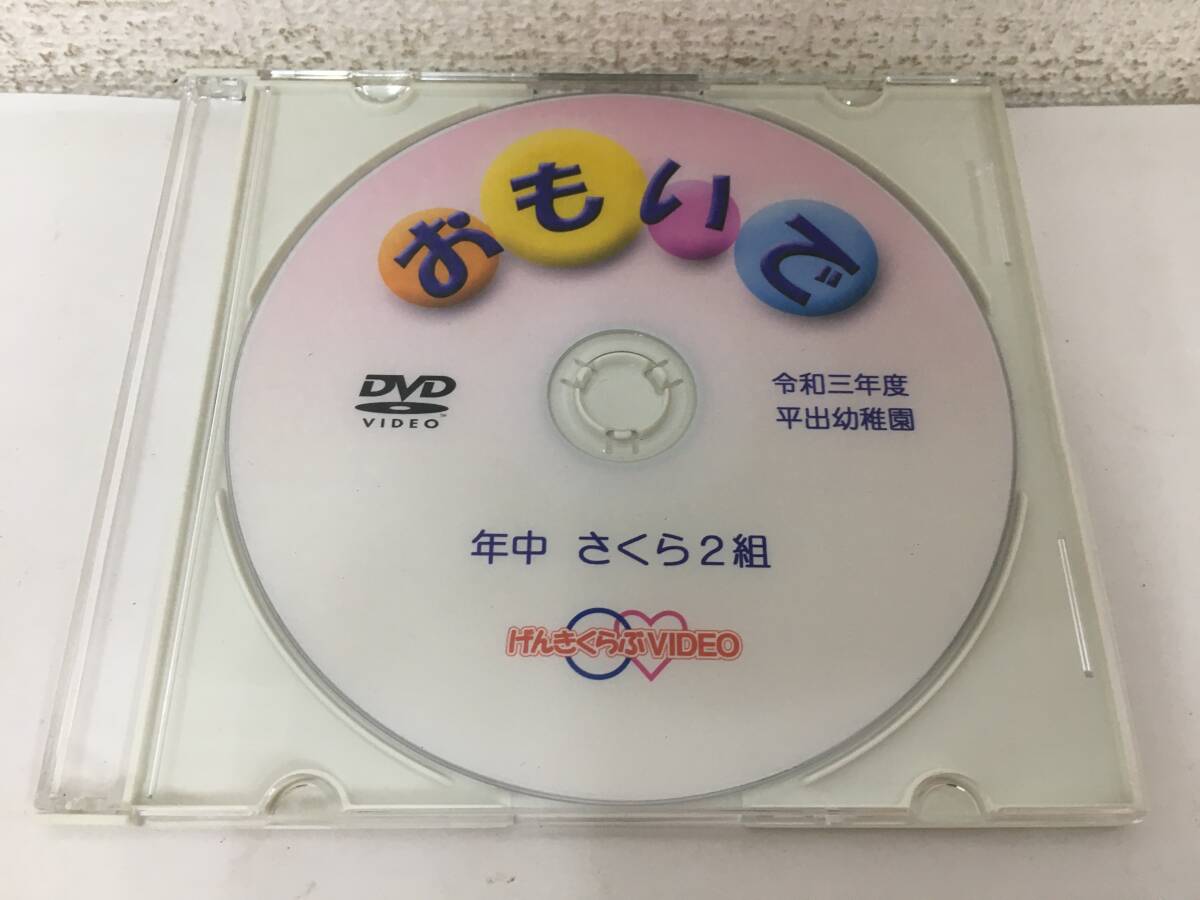 おもいで
DVD
VIDEO™
令和三年度
平出幼稚園
年中 さくら2組
げんきくらぶVIDEO